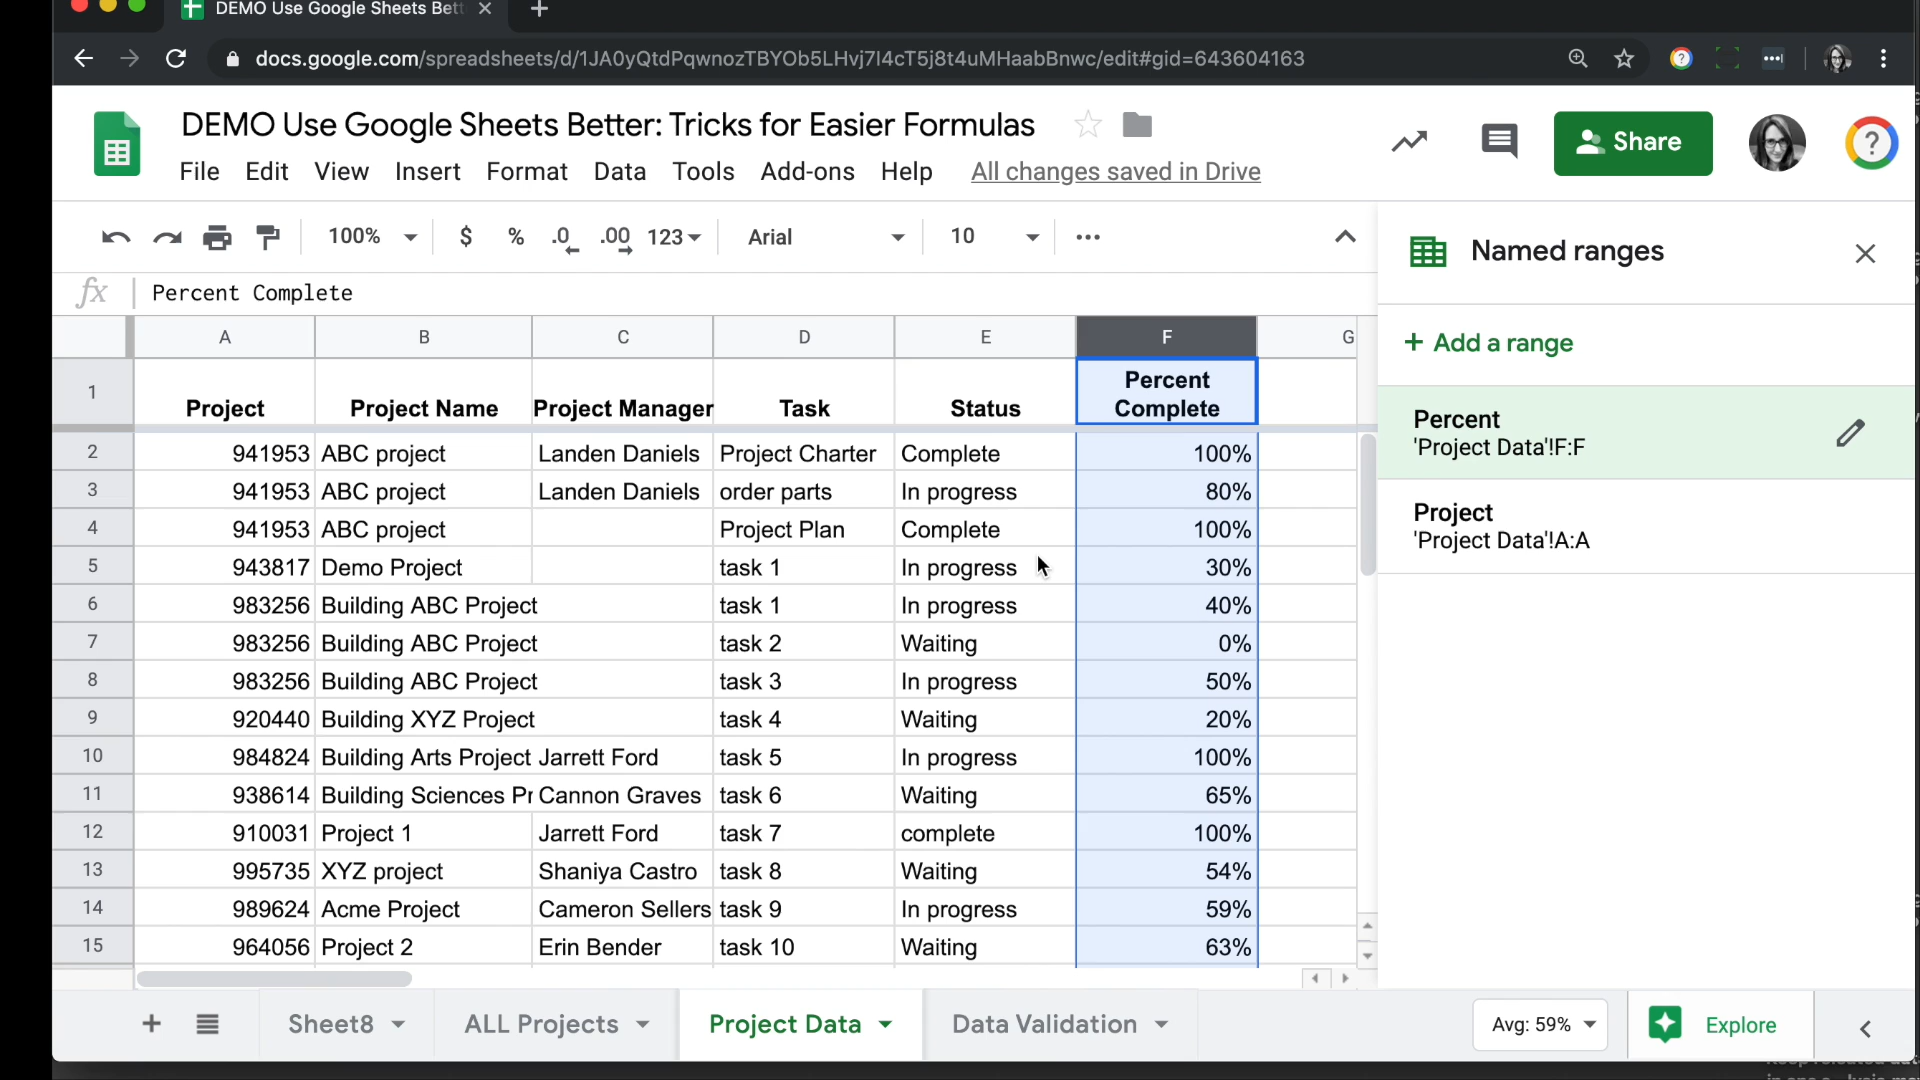 DEMO Use Google Sheets Bett
docs.google.com/spreadsheets/d/1JA0yQtdPqwnozTBYOb5LHvj7I4cT5j8t4uMHaabBnwc/edit#gid=643604163
DEMO Use Google Sheets Better: Tricks for Easier Formulas
File Edit View Insert Format Data Tools Add-ons Help All changes saved in Drive
Share
100% $ % .0 .00 123 Arial 10
Named ranges
fx Percent Complete
+ Add a range
A B C D E F G
1 Project Project Name Project Manager Task Status Percent Complete
2 941953 ABC project Landen Daniels Project Charter Complete 100%
3 941953 ABC project Landen Daniels order parts In progress 80%
4 941953 ABC project Project Plan Complete 100%
5 943817 Demo Project task 1 In progress 30%
6 983256 Building ABC Project task 1 In progress 40%
7 983256 Building ABC Project task 2 Waiting 0%
8 983256 Building ABC Project task 3 In progress 50%
9 920440 Building XYZ Project task 4 Waiting 20%
10 984824 Building Arts Project Jarrett Ford task 5 In progress 100%
11 938614 Building Sciences Pr Cannon Graves task 6 Waiting 65%
12 910031 Project 1 Jarrett Ford task 7 complete 100%
13 995735 XYZ project Shaniya Castro task 8 Waiting 54%
14 989624 Acme Project Cameron Sellers task 9 In progress 59%
15 964056 Project 2 Erin Bender task 10 Waiting 63%
Percent
'Project Data'!F:F
Project
'Project Data'!A:A
+ Sheet8 ALL Projects Project Data Data Validation Avg: 59% Explore